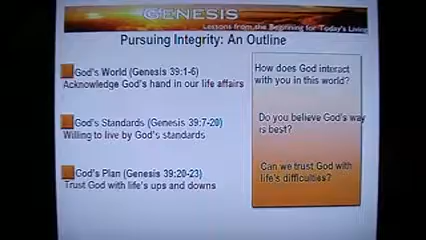 GENESIS
Lessons from the Beginning for Today's Living
Pursuing Integrity: An Outline
God's World (Genesis 39:1-6)
Acknowledge God's hand in our life affairs
God's Standards (Genesis 39:7-20)
Willing to live by God's standards
God's Plan (Genesis 39:20-23)
Trust God with life's ups and downs
How does God interact
with you in this world?
Do you believe God's way
is best?
Can we trust God with
life's difficulties?